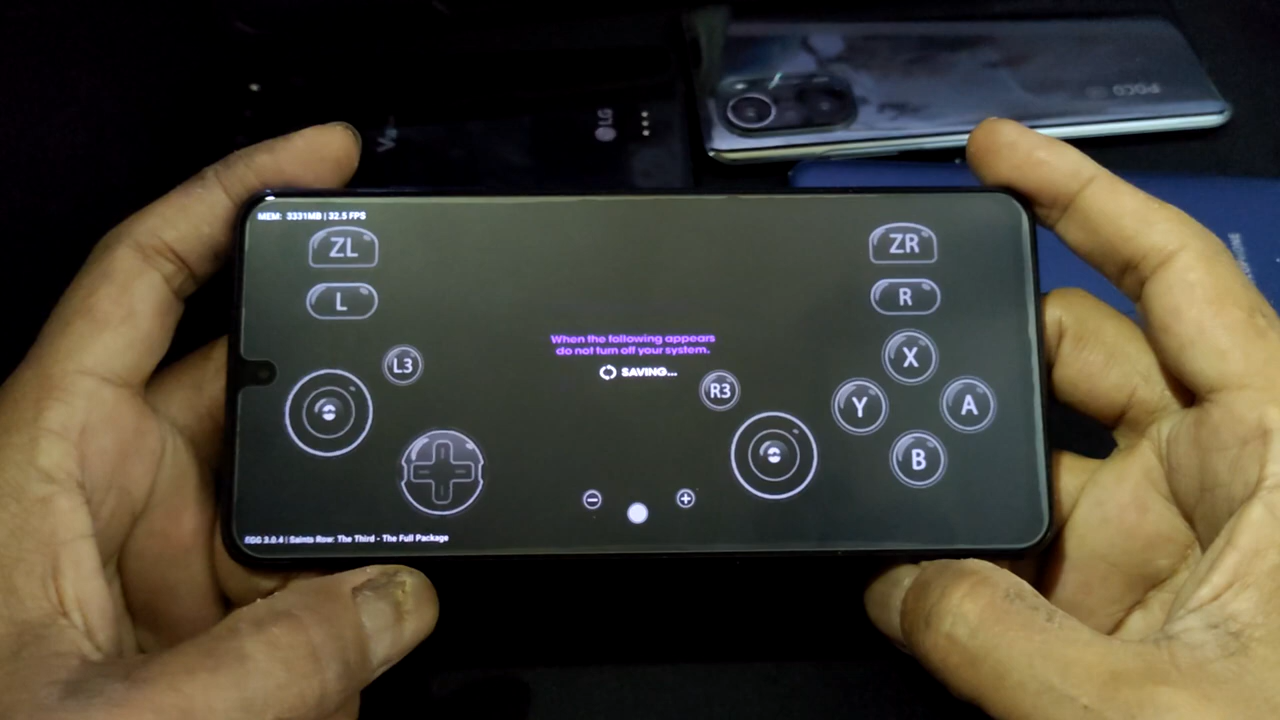 LG
POCO
MEM: 3331MB | 32.5 FPS
ZL
ZR
L
R
L3
X
When the following appears
do not turn off your system.
SAVING...
R3
Y
A
B
EGG 3.0.4 | Saints Row: The Third - The Full Package